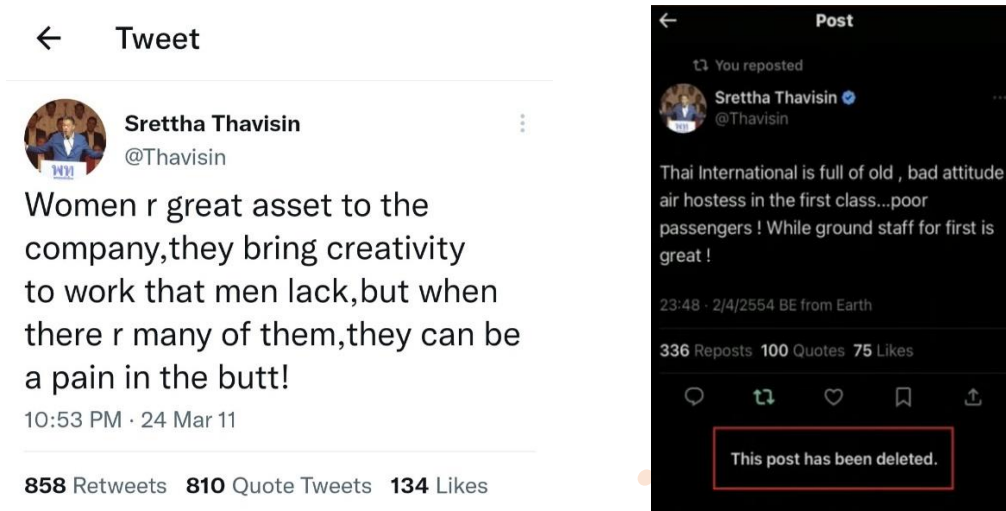 Tweet
Srettha Thavisin
@Thavisin
พท
Women r great asset to the
company,they bring creativity
to work that men lack,but when
there r many of them,they can be
a pain in the butt!
10:53 PM · 24 Mar 11
858 Retweets 810 Quote Tweets 134 Likes
Post
You reposted
Srettha Thavisin
@Thavisin
พท
Thai International is full of old , bad attitude
air hostess in the first class...poor
passengers ! While ground staff for first is
great !
23:48 · 2/4/2554 BE from Earth
336 Reposts 100 Quotes 75 Likes
This post has been deleted.